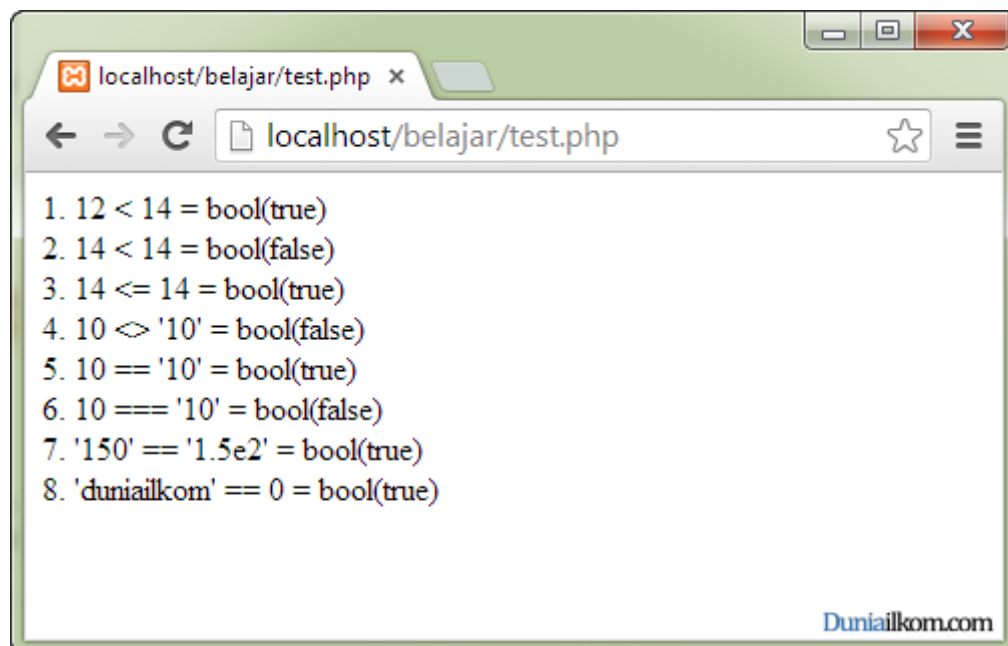 localhost/belajar/test.php
localhost/belajar/test.php
1. 12 < 14 = bool(true)
2. 14 < 14 = bool(false)
3. 14 <= 14 = bool(true)
4. 10 <> '10' = bool(false)
5. 10 == '10' = bool(true)
6. 10 === '10' = bool(false)
7. '150' == '1.5e2' = bool(true)
8. 'duniailkom' == 0 = bool(true)
Duniailkom.com